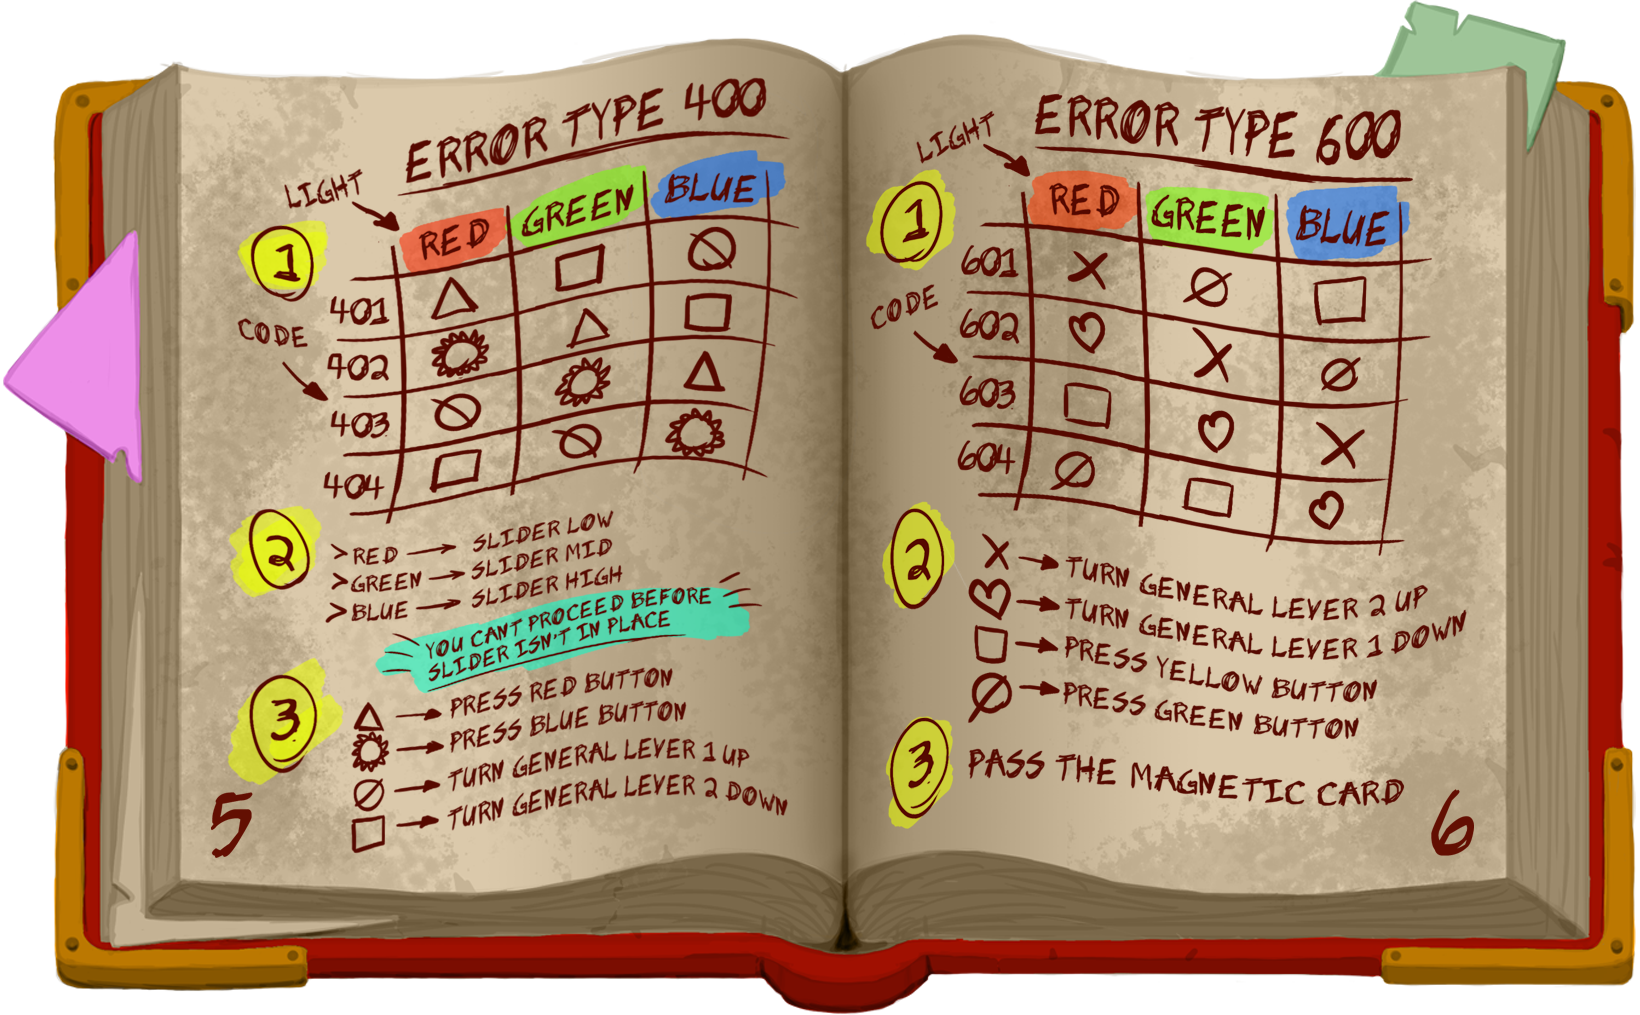 ERROR TYPE 400
LIGHT
RED GREEN BLUE
1
CODE
401
402
403
404
2
>RED SLIDER LOW
>GREEN SLIDER MID
>BLUE SLIDER HIGH
YOU CANT PROCEED BEFORE
SLIDER ISN'T IN PLACE
3
PRESS RED BUTTON
PRESS BLUE BUTTON
TURN GENERAL LEVER 1 UP
TURN GENERAL LEVER 2 DOWN
5
ERROR TYPE 600
LIGHT
RED GREEN BLUE
1
CODE
601
602
603
604
2
TURN GENERAL LEVER 2 UP
TURN GENERAL LEVER 1 DOWN
PRESS YELLOW BUTTON
PRESS GREEN BUTTON
3
PASS THE MAGNETIC CARD
6